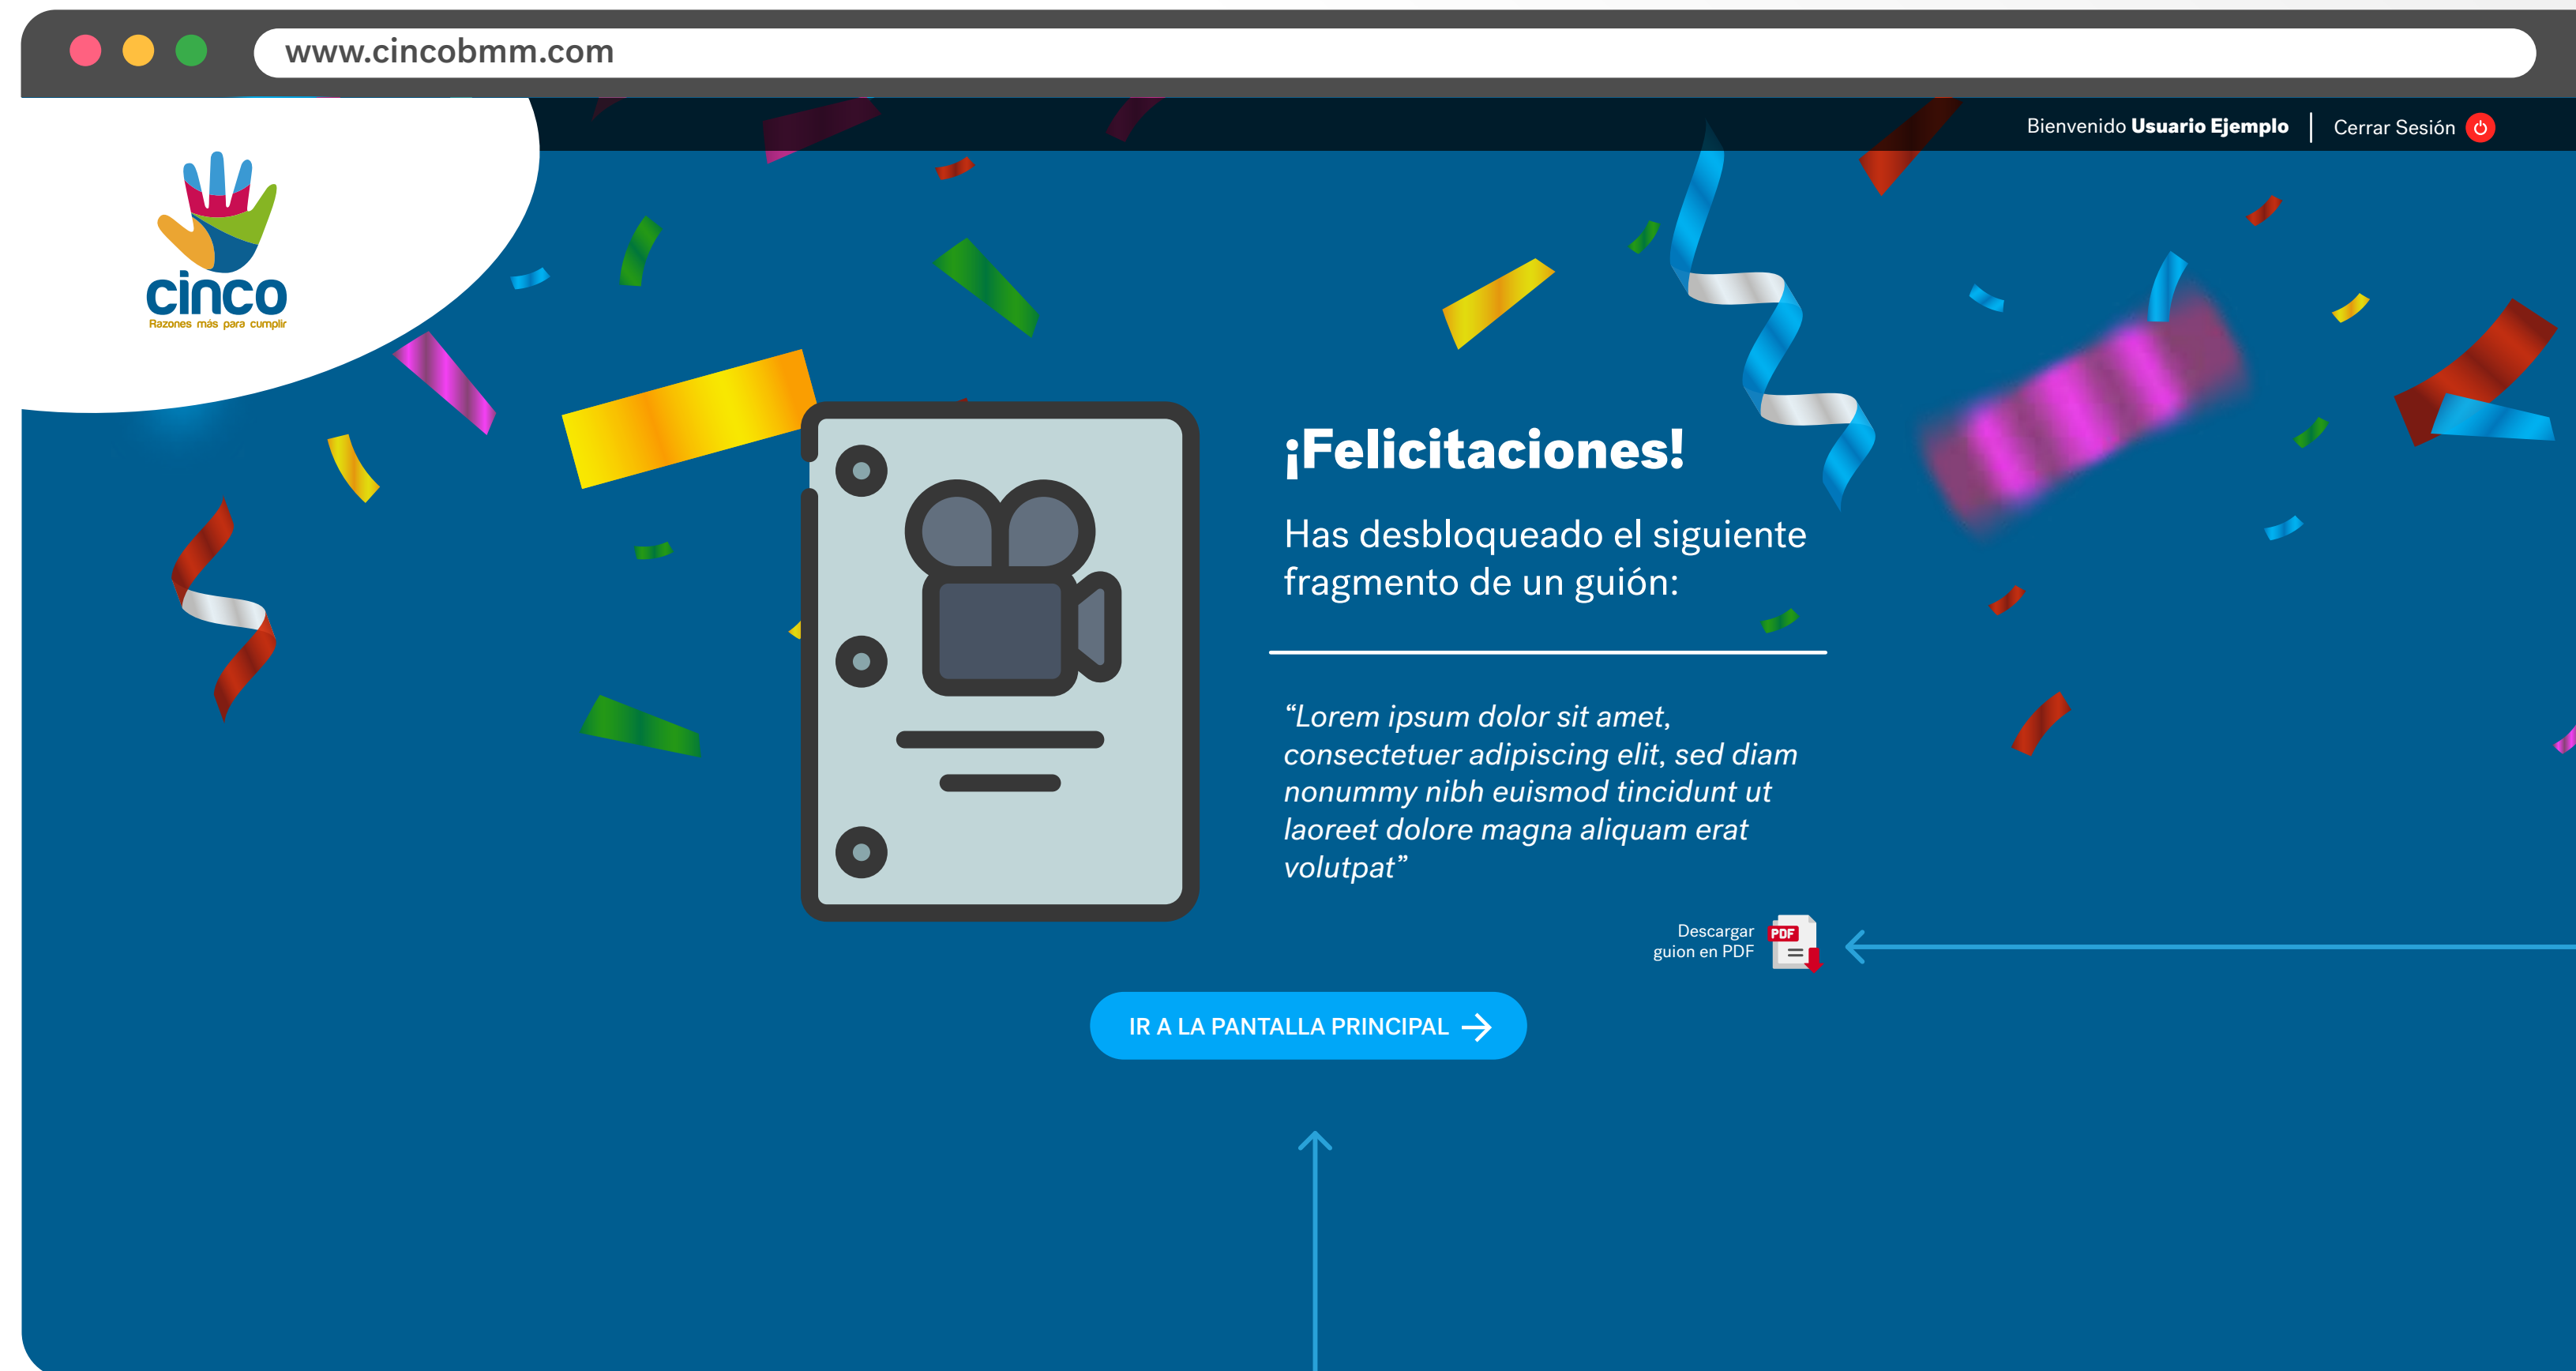 www.cincobmm.com
Bienvenido Usuario Ejemplo
Cerrar Sesión
cinco
Razones más para cumplir
¡Felicitaciones!
Has desbloqueado el siguiente
fragmento de un guión:
“Lorem ipsum dolor sit amet,
consectetuer adipiscing elit, sed diam
nonummy nibh euismod tincidunt ut
laoreet dolore magna aliquam erat
volutpat”
Descargar
guion en PDF
PDF
IR A LA PANTALLA PRINCIPAL